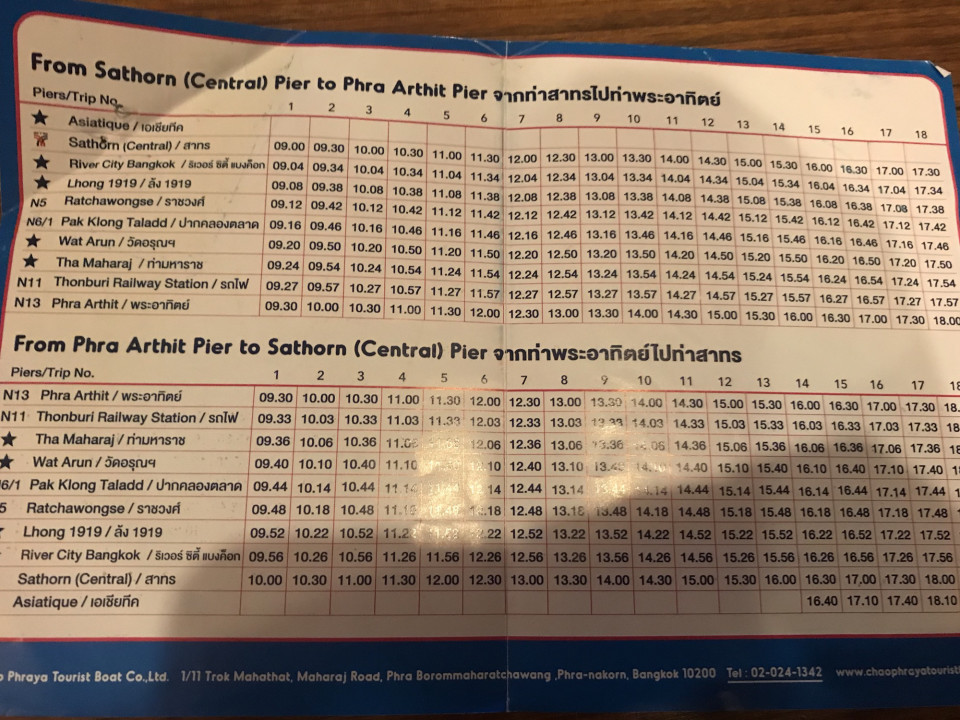 From Sathorn (Central) Pier to Phra Arthit Pier จากท่าสาทรไปท่าพระอาทิตย์
Piers/Trip No. 1 2 3 4 5 6 7 8 9 10 11 12 13 14 15 16 17 18
Asiatique / เอเชียทีค
Sathorn (Central) / สาทร 09.00 09.30 10.00 10.30 11.00 11.30 12.00 12.30 13.00 13.30 14.00 14.30 15.00 15.30 16.00 16.30 17.00 17.30
River City Bangkok / ริเวอร์ ซิตี้ แบงค็อก 09.04 09.34 10.04 10.34 11.04 11.34 12.04 12.34 13.04 13.34 14.04 14.34 15.04 15.34 16.04 16.34 17.04 17.34
Lhong 1919 / ล้ง 1919 09.08 09.38 10.08 10.38 11.08 11.38 12.08 12.38 13.08 13.38 14.08 14.38 15.08 15.38 16.08 16.38 17.08 17.38
N5 Ratchawongse / ราชวงศ์ 09.12 09.42 10.12 10.42 11.12 11.42 12.12 12.42 13.12 13.42 14.12 14.42 15.12 15.42 16.12 16.42 17.12 17.42
N6/1 Pak Klong Taladd / ปากคลองตลาด 09.16 09.46 10.16 10.46 11.16 11.46 12.16 12.46 13.16 13.46 14.16 14.46 15.16 15.46 16.16 16.46 17.16 17.46
Wat Arun / วัดอรุณฯ 09.20 09.50 10.20 10.50 11.20 11.50 12.20 12.50 13.20 13.50 14.20 14.50 15.20 15.50 16.20 16.50 17.20 17.50
Tha Maharaj / ท่ามหาราช 09.24 09.54 10.24 10.54 11.24 11.54 12.24 12.54 13.24 13.54 14.24 14.54 15.24 15.54 16.24 16.54 17.24 17.54
N11 Thonburi Railway Station / รถไฟ 09.27 09.57 10.27 10.57 11.27 11.57 12.27 12.57 13.27 13.57 14.27 14.57 15.27 15.57 16.27 16.57 17.27 17.57
N13 Phra Arthit / พระอาทิตย์ 09.30 10.00 10.30 11.00 11.30 12.00 12.30 13.00 13.30 14.00 14.30 15.00 15.30 16.00 16.30 17.00 17.30 18.00
From Phra Arthit Pier to Sathorn (Central) Pier จากท่าพระอาทิตย์ไปท่าสาทร
Piers/Trip No. 1 2 3 4 5 6 7 8 9 10 11 12 13 14 15 16 17 18
N13 Phra Arthit / พระอาทิตย์ 09.30 10.00 10.30 11.00 11.30 12.00 12.30 13.00 13.30 14.00 14.30 15.00 15.30 16.00 16.30 17.00 17.30 18.
N11 Thonburi Railway Station / รถไฟ 09.33 10.03 10.33 11.03 11.33 12.03 12.33 13.03 13.33 14.03 14.33 15.03 15.33 16.03 16.33 17.03 17.33 18.
Tha Maharaj / ท่ามหาราช 09.36 10.06 10.36 12.06 12.36 13.06 13.36 14.06 14.36 15.06 15.36 16.06 16.36 17.06 17.36 18.
Wat Arun / วัดอรุณฯ 09.40 10.10 10.40 11.10 12.40 13.10 14.40 15.10 15.40 16.10 16.40 17.10 17.40 18
6/1 Pak Klong Taladd / ปากคลองตลาด 09.44 10.14 10.44 12.44 13.14 14.14 14.44 15.14 15.44 16.14 16.44 17.14 17.44
5 Ratchawongse / ราชวงศ์ 09.48 10.18 10.48 12.18 12.48 13.18 13.48 14.18 14.48 15.18 15.48 16.18 16.48 17.18 17.48
Lhong 1919 / ล้ง 1919 09.52 10.22 10.52 12.22 12.52 13.22 13.52 14.22 14.52 15.22 15.52 16.22 16.52 17.22 17.52
River City Bangkok / ริเวอร์ ซิตี้ แบงค็อก 09.56 10.26 10.56 11.26 11.56 12.26 12.56 13.26 13.56 14.26 14.56 15.26 15.56 16.26 16.56 17.26 17.56
Sathorn (Central) / สาทร 10.00 10.30 11.00 11.30 12.00 12.30 13.00 13.30 14.00 14.30 15.00 15.30 16.00 16.30 17.00 17.30 18.00
Asiatique / เอเชียทีค 16.40 17.10 17.40 18.10
Phraya Tourist Boat Co.,Ltd. 1/11 Trok Mahathat, Maharaj Road, Phra Borommaharatchawang ,Phra-nakorn, Bangkok 10200 Tel : 02-024-1342 www.chaophrayatourist